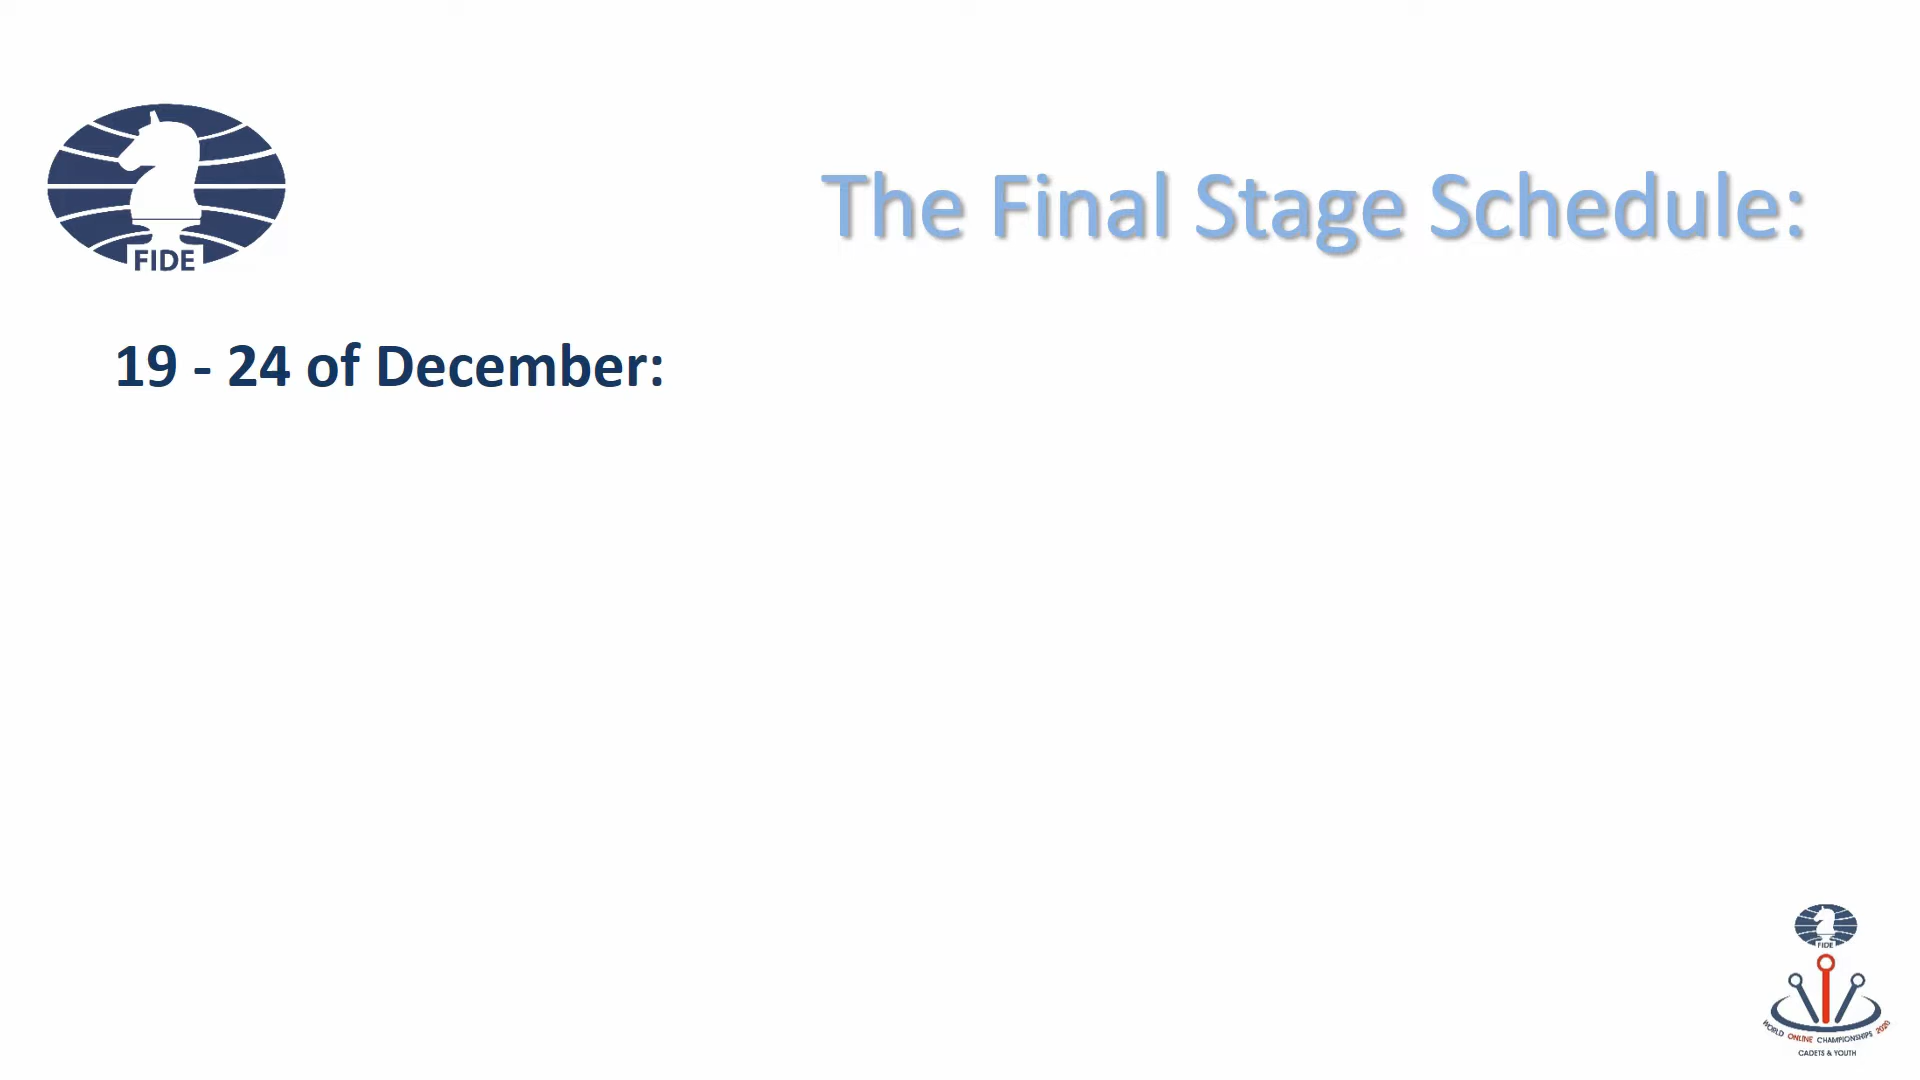 The Final Stage Schedule:
FIDE
19 - 24 of December:
FIDE
WORLD ONLINE CHAMPIONSHIPS 2020
CADETS & YOUTH